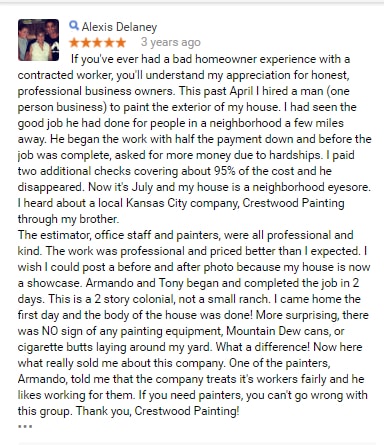 Alexis Delaney
3 years ago
If you've ever had a bad homeowner experience with a
contracted worker, you'll understand my appreciation for honest,
professional business owners. This past April I hired a man (one
person business) to paint the exterior of my house. I had seen the
good job he had done for people in a neighborhood a few miles
away. He began the work with half the payment down and before the
job was complete, asked for more money due to hardships. I paid
two additional checks covering about 95% of the cost and he
disappeared. Now it's July and my house is a neighborhood eyesore.
I heard about a local Kansas City company, Crestwood Painting
through my brother.
The estimator, office staff and painters, were all professional and
kind. The work was professional and priced better than I expected. I
wish I could post a before and after photo because my house is now
a showcase. Armando and Tony began and completed the job in 2
days. This is a 2 story colonial, not a small ranch. I came home the
first day and the body of the house was done! More surprising, there
was NO sign of any painting equipment, Mountain Dew cans, or
cigarette butts laying around my yard. What a difference! Now here
what really sold me about this company. One of the painters,
Armando, told me that the company treats it's workers fairly and he
likes working for them. If you need painters, you can't go wrong with
this group. Thank you, Crestwood Painting!